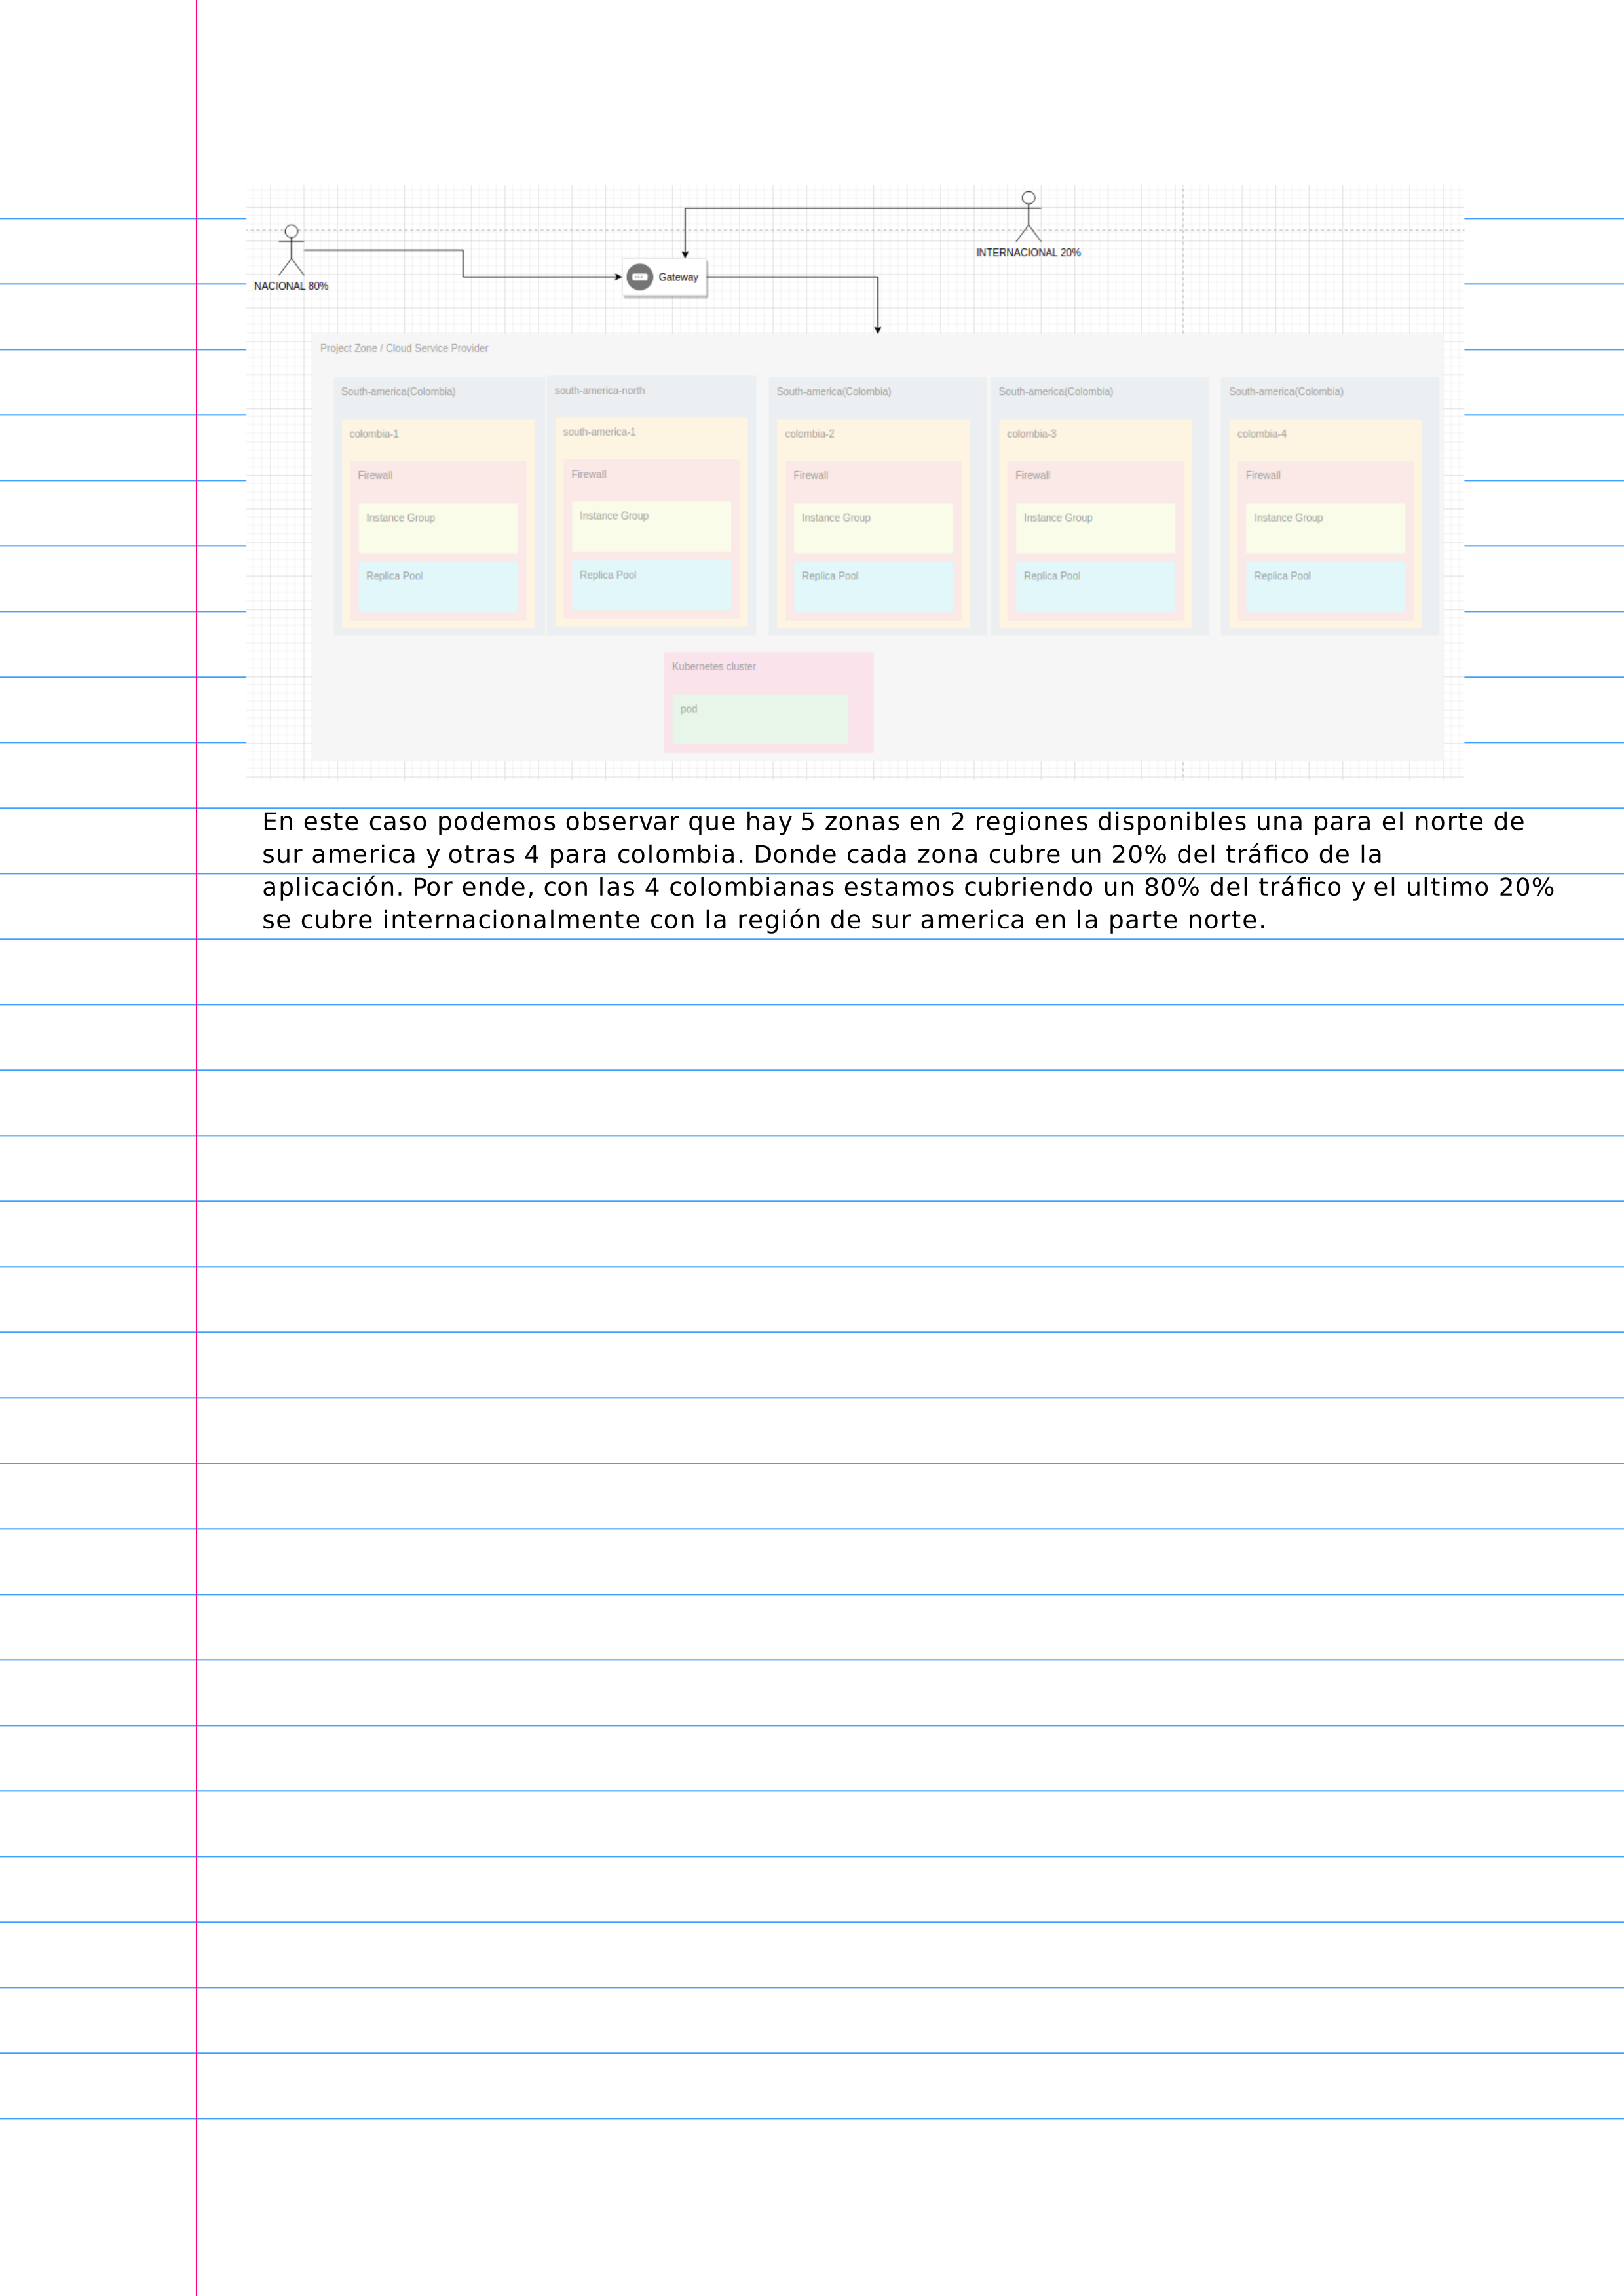 INTERNACIONAL 20%
NACIONAL 80%
Gateway
Project Zone / Cloud Service Provider
South-america(Colombia)
colombia-1
Firewall
Instance Group
Replica Pool
south-america-north
south-america-1
Firewall
Instance Group
Replica Pool
South-america(Colombia)
colombia-2
Firewall
Instance Group
Replica Pool
South-america(Colombia)
colombia-3
Firewall
Instance Group
Replica Pool
South-america(Colombia)
colombia-4
Firewall
Instance Group
Replica Pool
Kubernetes cluster
pod
En este caso podemos observar que hay 5 zonas en 2 regiones disponibles una para el norte de
sur america y otras 4 para colombia. Donde cada zona cubre un 20% del tráfico de la
aplicación. Por ende, con las 4 colombianas estamos cubriendo un 80% del tráfico y el ultimo 20%
se cubre internacionalmente con la región de sur america en la parte norte.